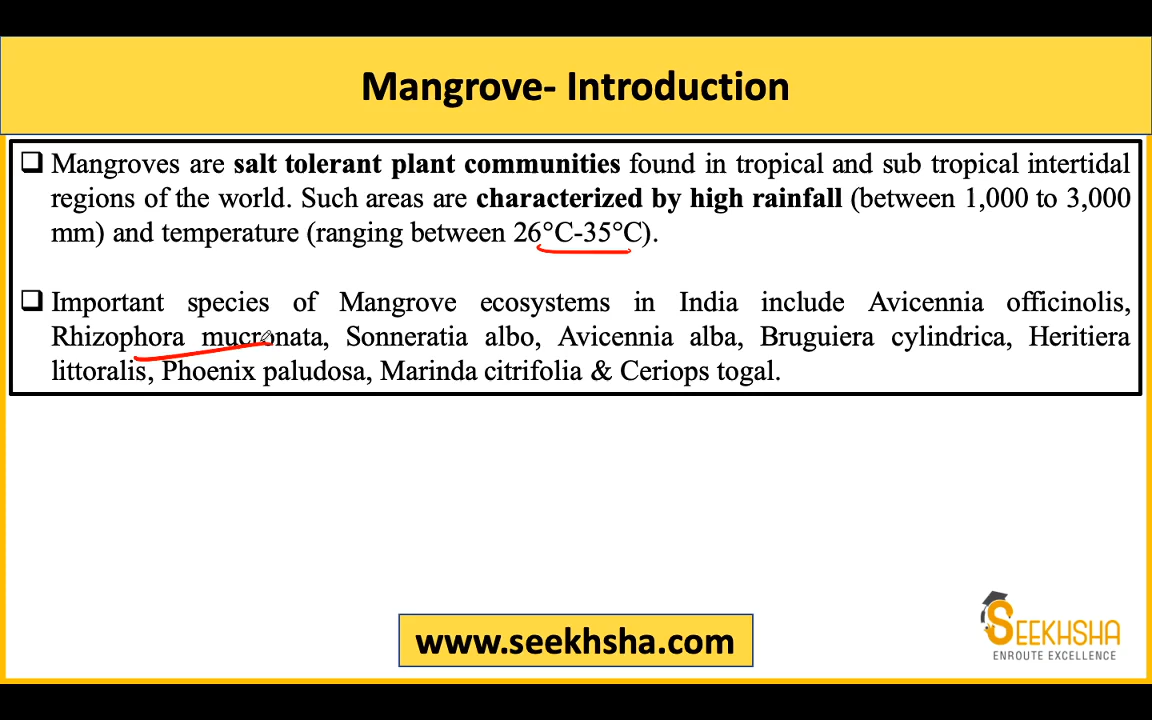 Mangrove- Introduction
❑ Mangroves are salt tolerant plant communities found in tropical and sub tropical intertidal
regions of the world. Such areas are characterized by high rainfall (between 1,000 to 3,000
mm) and temperature (ranging between 26°C-35°C).
❑ Important species of Mangrove ecosystems in India include Avicennia officinolis,
Rhizophora mucronata, Sonneratia albo, Avicennia alba, Bruguiera cylindrica, Heritiera
littoralis, Phoenix paludosa, Marinda citrifolia & Ceriops togal.
www.seekhsha.com
SEEKHSHA
ENROUTE EXCELLENCE